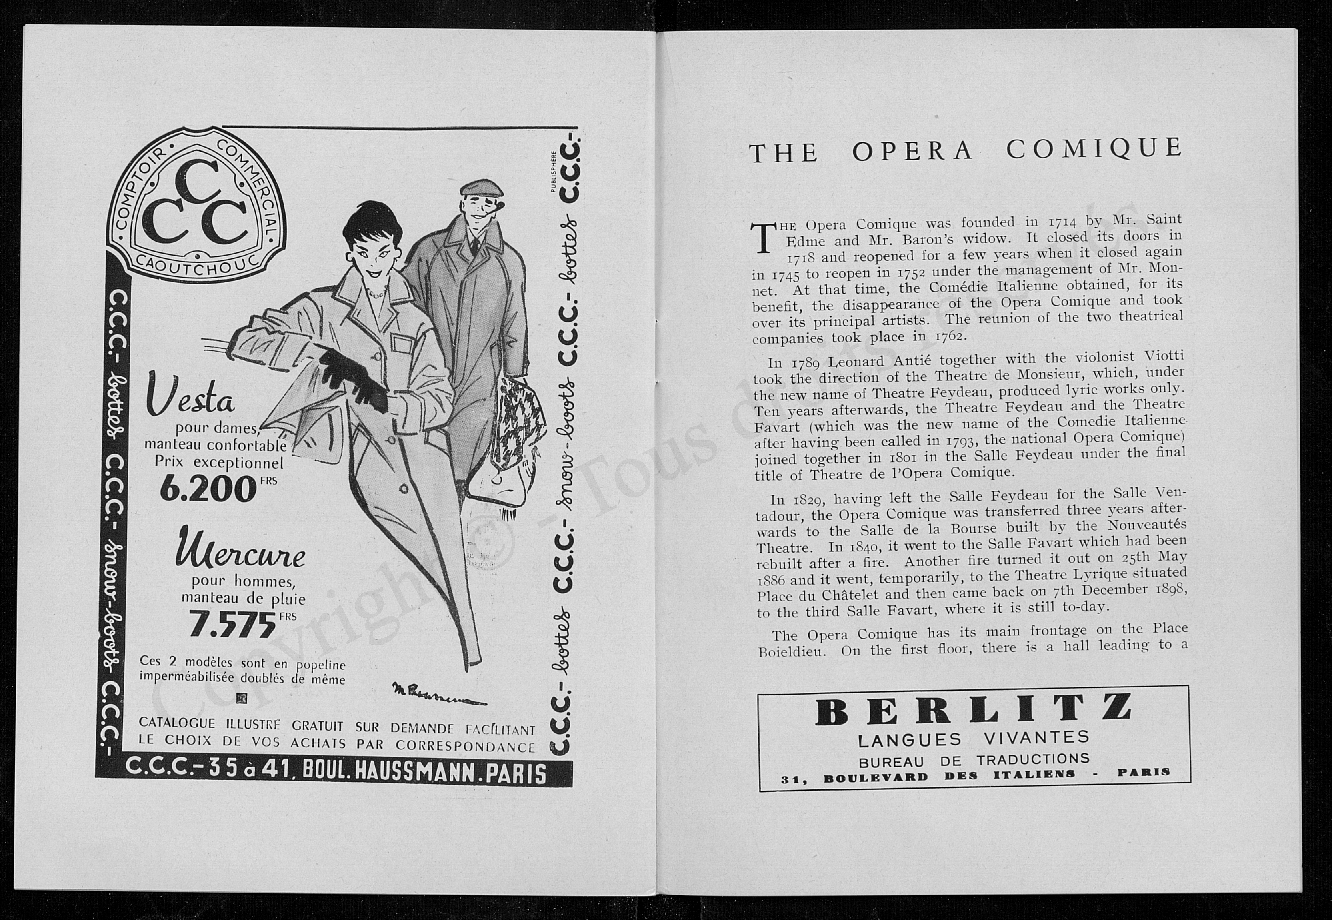 COMPTOIR · COMMERCIAL · CAOUTCHOUC
C
C C
PUBLISPHÈRE
C.C.C.- bottes C.C.C.- snow-boots C.C.C.-
C.C.C.- bottes C.C.C.- snow-boots C.C.C.- bottes C.C.C.-
Vesta
pour dames,
manteau confortable
Prix exceptionnel
6.200 FRS
Mercure
pour hommes,
manteau de pluie
7.575 FRS
Ces 2 modèles sont en popeline
imperméabilisée doublés de même
CATALOGUE ILLUSTRE GRATUIT SUR DEMANDE FACILITANT
LE CHOIX DE VOS ACHATS PAR CORRESPONDANCE
C.C.C.-35 à 41, BOUL. HAUSSMANN.PARIS
THE OPERA COMIQUE
THE Opera Comique was founded in 1714 by Mr. Saint
Edme and Mr. Baron's widow. It closed its doors in
1718 and reopened for a few years when it closed again
in 1745 to reopen in 1752 under the management of Mr. Mon-
net. At that time, the Comédie Italienne obtained, for its
benefit, the disappearance of the Opera Comique and took
over its principal artists. The reunion of the two theatrical
companies took place in 1762.
In 1789 Leonard Antié together with the violonist Viotti
took the direction of the Theatre de Monsieur, which, under
the new name of Theatre Feydeau, produced lyric works only.
Ten years afterwards, the Theatre Feydeau and the Theatre
Favart (which was the new name of the Comedie Italienne
after having been called in 1793, the national Opera Comique)
joined together in 1801 in the Salle Feydeau under the final
title of Theatre de l'Opera Comique.
In 1829, having left the Salle Feydeau for the Salle Ven-
tadour, the Opera Comique was transferred three years after-
wards to the Salle de la Bourse built by the Nouveautés
Theatre. In 1840, it went to the Salle Favart which had been
rebuilt after a fire. Another fire turned it out on 25th May
1886 and it went, temporarily, to the Theatre Lyrique situated
Place du Châtelet and then came back on 7th December 1898,
to the third Salle Favart, where it is still to-day.
The Opera Comique has its main frontage on the Place
Boieldieu. On the first floor, there is a hall leading to a
BERLITZ
LANGUES VIVANTES
BUREAU DE TRADUCTIONS
31, BOULEVARD DES ITALIENS - PARIS
Copyright © - Tous